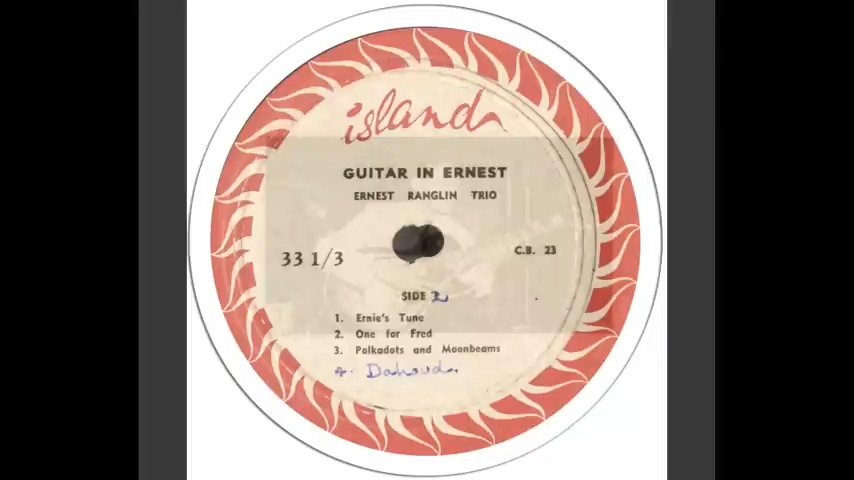 island
GUITAR IN ERNEST
ERNEST RANGLIN TRIO
33 1/3
C.B. 23
SIDE 2
1. Ernie's Tune
2. One for Fred
3. Polkadots and Moonbeams
4. Dahoud.